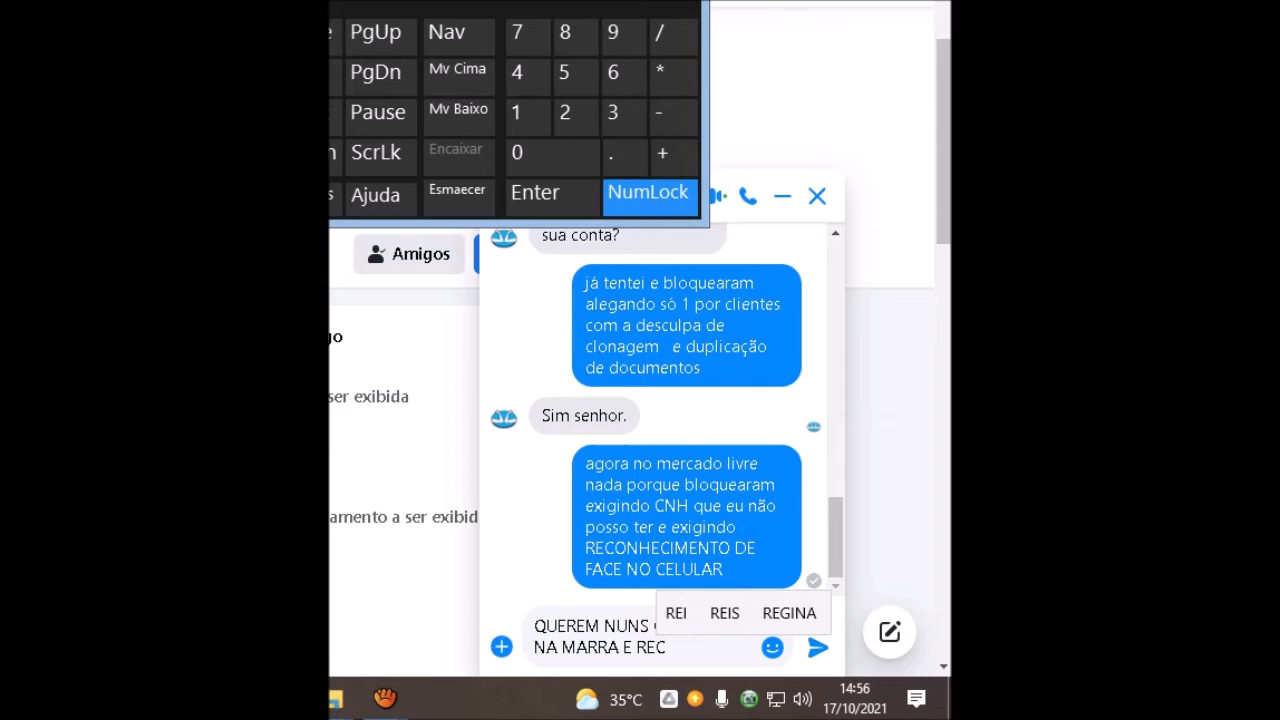 e PgUp Nav 7 8 9 /
PgDn Mv Cima 4 5 6 *
Pause Mv Baixo 1 2 3 -
n ScrLk Encaixar 0 . +
s Ajuda Esmaecer Enter NumLock
sua conta?
Amigos
já tentei e bloquearam
alegando só 1 por clientes
com a desculpa de
clonagem e duplicação
de documentos
go
ser exibida
Sim senhor.
agora no mercado livre
nada porque bloquearam
exigindo CNH que eu não
posso ter e exigindo
RECONHECIMENTO DE
FACE NO CELULAR
amento a ser exibid
REI REIS REGINA
QUEREM NUNS
NA MARRA E REC
35°C
14:56
17/10/2021